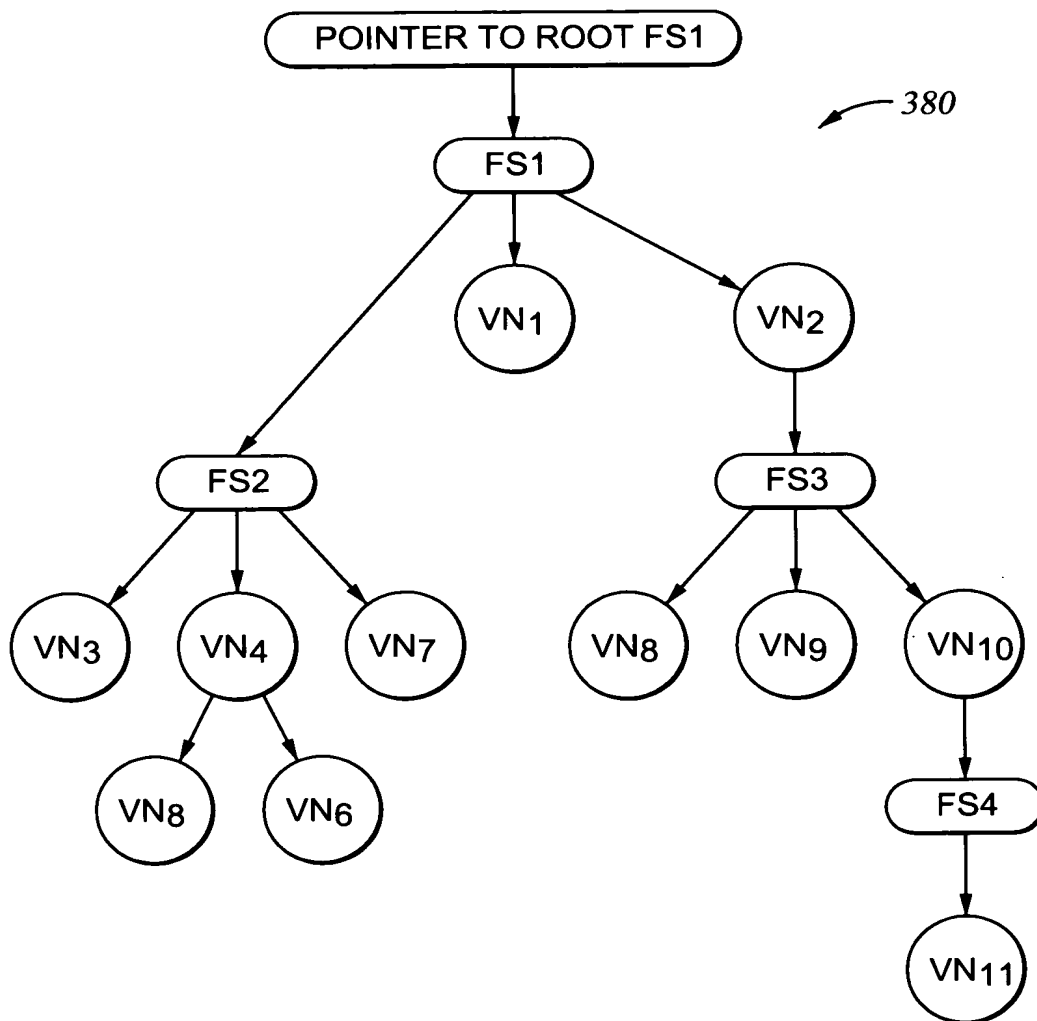 POINTER TO ROOT FS1
380
FS1
VN1
VN2
FS2
FS3
VN3
VN4
VN7
VN8
VN9
VN10
VN8
VN6
FS4
VN11